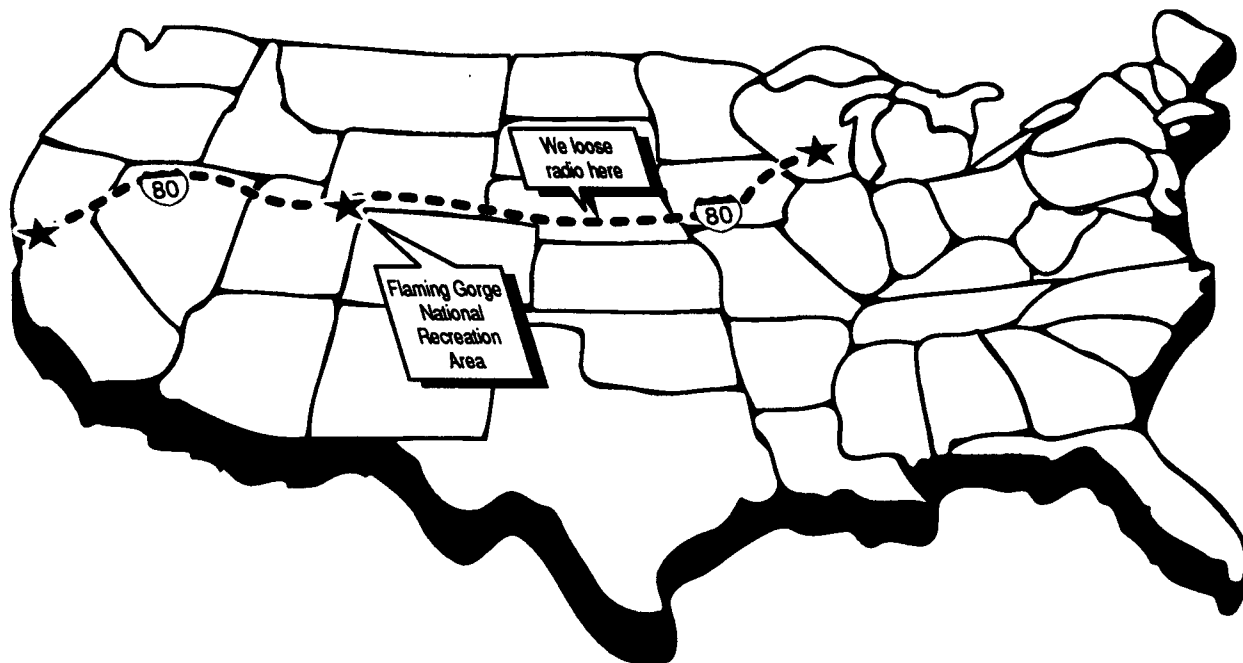 We loose
radio here
80
80
Flaming Gorge
National
Recreation
Area